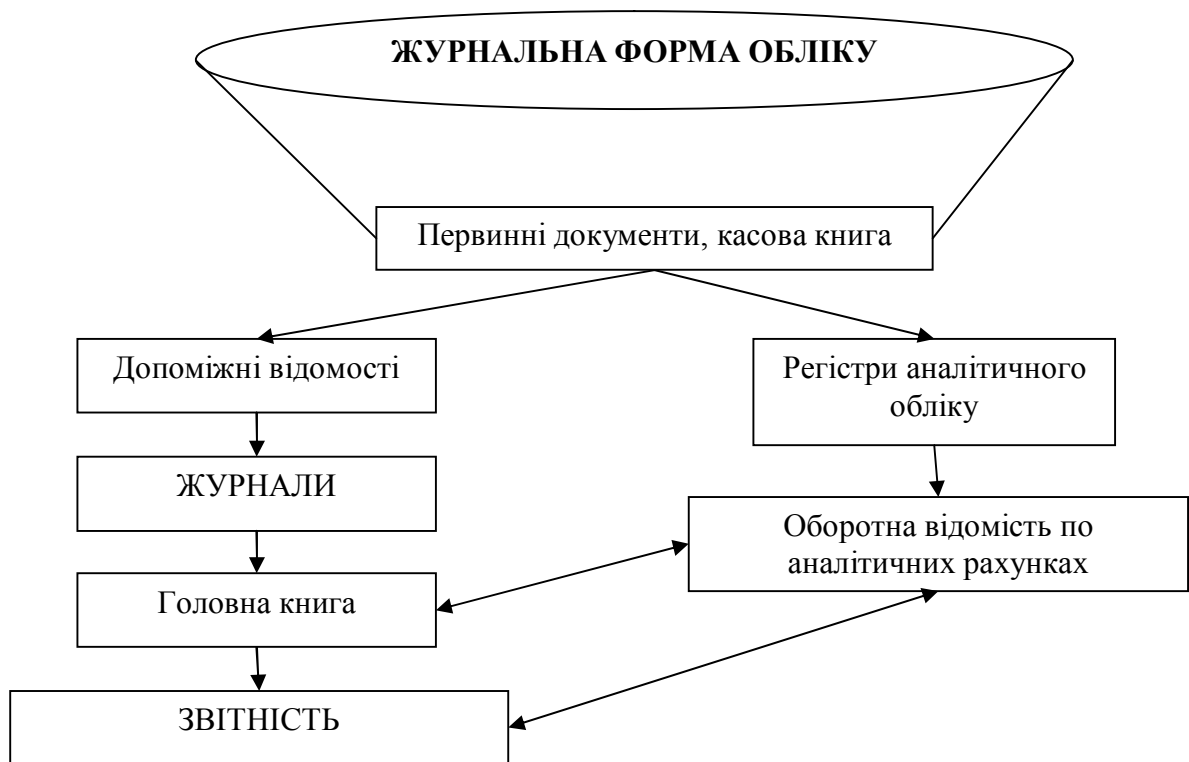 ЖУРНАЛЬНА ФОРМА ОБЛІКУ
Первинні документи, касова книга
Допоміжні відомості
Регістри аналітичного
обліку
ЖУРНАЛИ
Оборотна відомість по
аналітичних рахунках
Головна книга
ЗВІТНІСТЬ